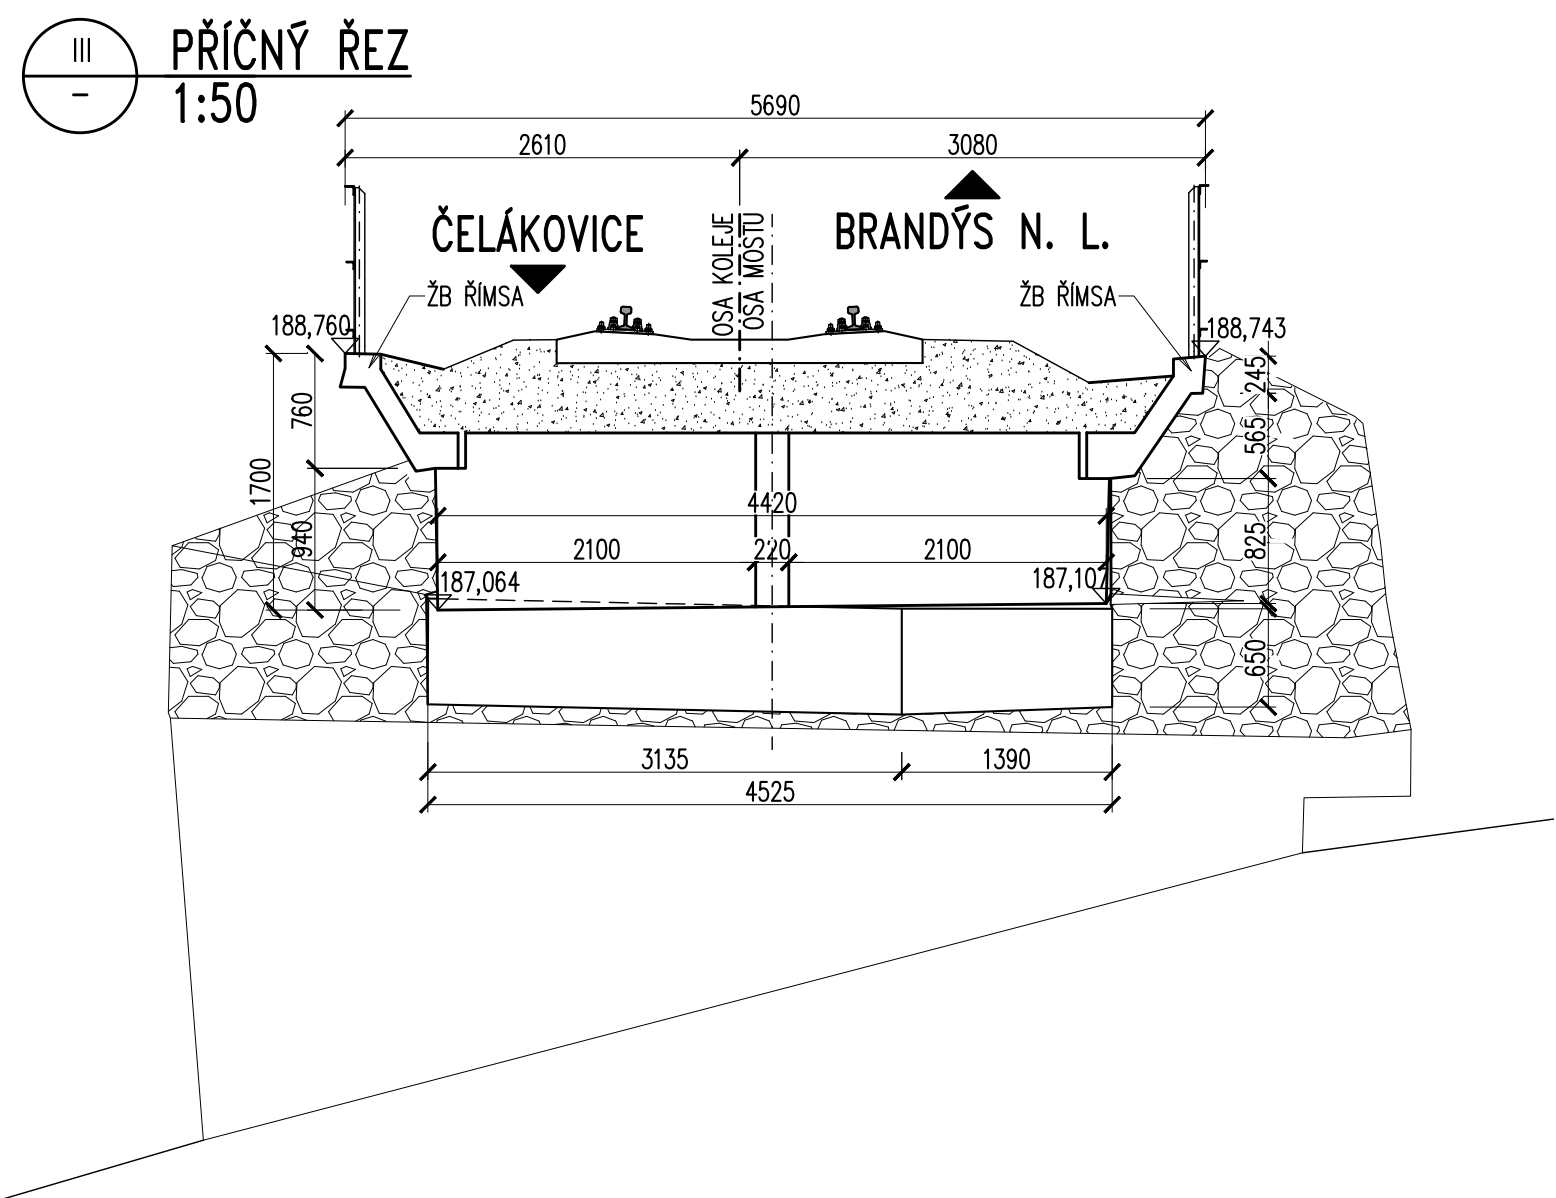 III
–
PŘÍČNÝ ŘEZ
1:50
5690
2610
3080
ČELÁKOVICE
BRANDÝS N. L.
OSA KOLEJE
OSA MOSTU
ŽB ŘÍMSA
ŽB ŘÍMSA
188,760
188,743
245
760
565
1700
4420
940
2100
220
2100
825
187,064
187,107
650
3135
1390
4525